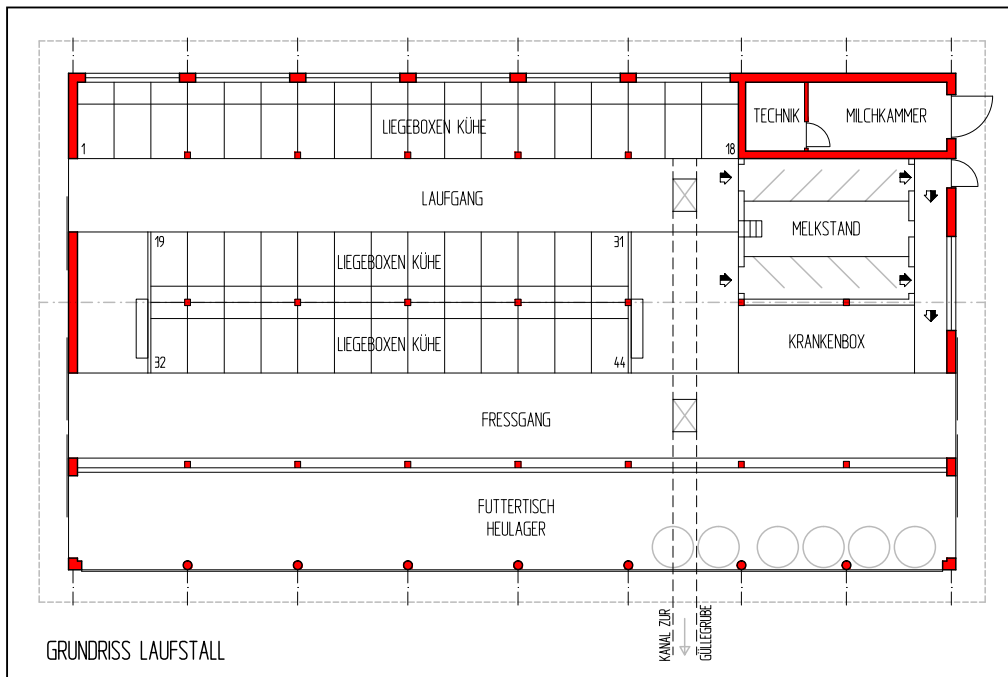 LIEGEBOXEN KÜHE
1
18
TECHNIK
MILCHKAMMER
LAUFGANG
19
31
LIEGEBOXEN KÜHE
MELKSTAND
LIEGEBOXEN KÜHE
32
44
KRANKENBOX
FRESSGANG
FUTTERTISCH
HEULAGER
KANAL ZUR
GÜLLEGRUBE
GRUNDRISS LAUFSTALL